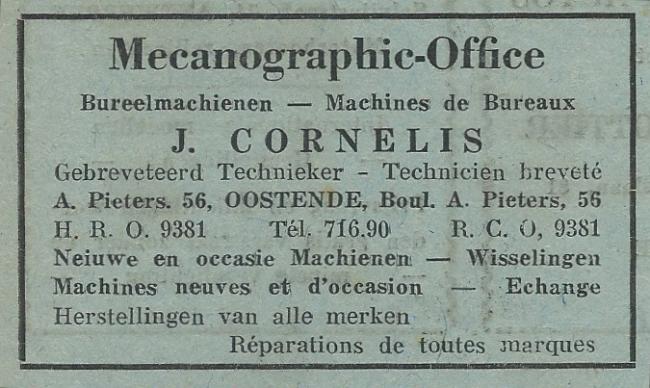 Mecanographic-Office
Bureelmachienen — Machines de Bureaux
J. CORNELIS
Gebreveteerd Technieker - Technicien breveté
A. Pieters. 56, OOSTENDE, Boul. A. Pieters, 56
H. R. O. 9381 Tél. 716.90 R. C. O, 9381
Neiuwe en occasie Machienen — Wisselingen
Machines neuves et d'occasion — Echange
Herstellingen van alle merken
Réparations de toutes marques